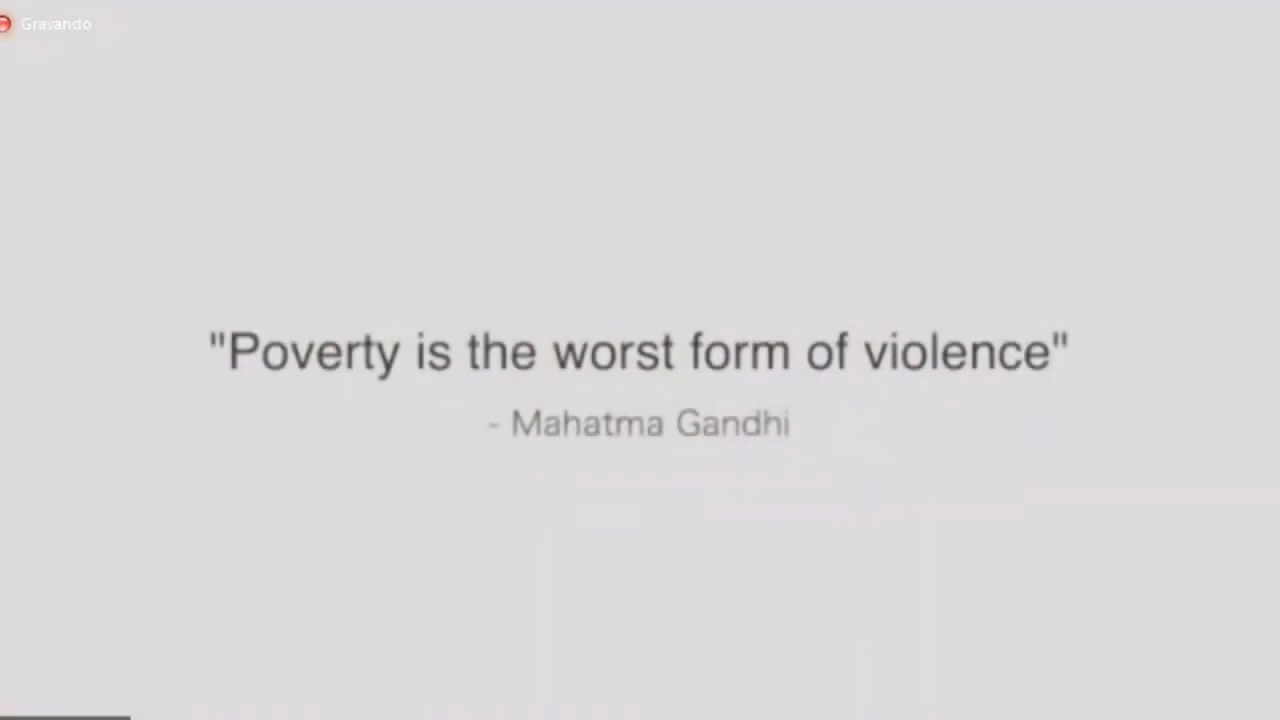 Gravando
"Poverty is the worst form of violence"
- Mahatma Gandhi